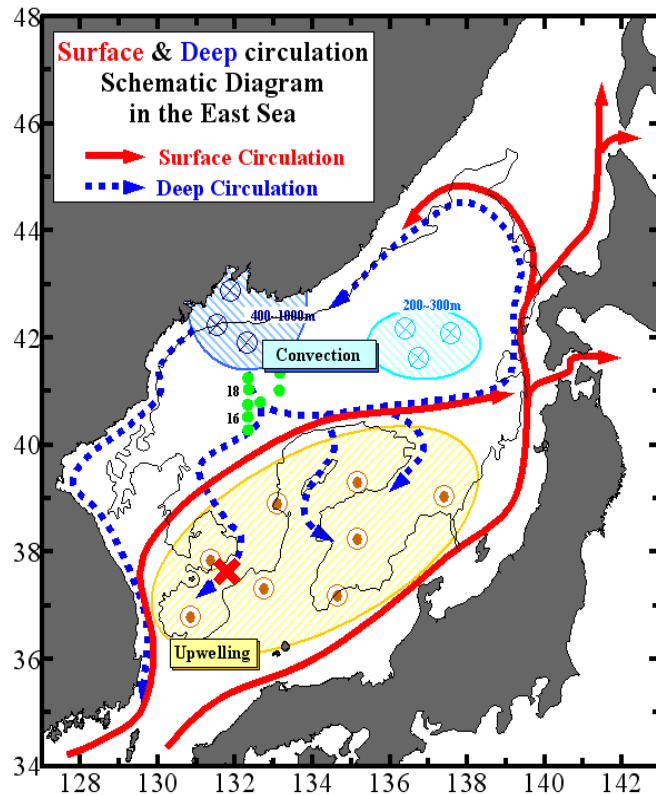 Surface & Deep circulation
Schematic Diagram
in the East Sea
Surface Circulation
Deep Circulation
48
46
44
42
40
38
36
34
400~1000m
200~300m
Convection
18
16
Upwelling
128 130 132 134 136 138 140 142